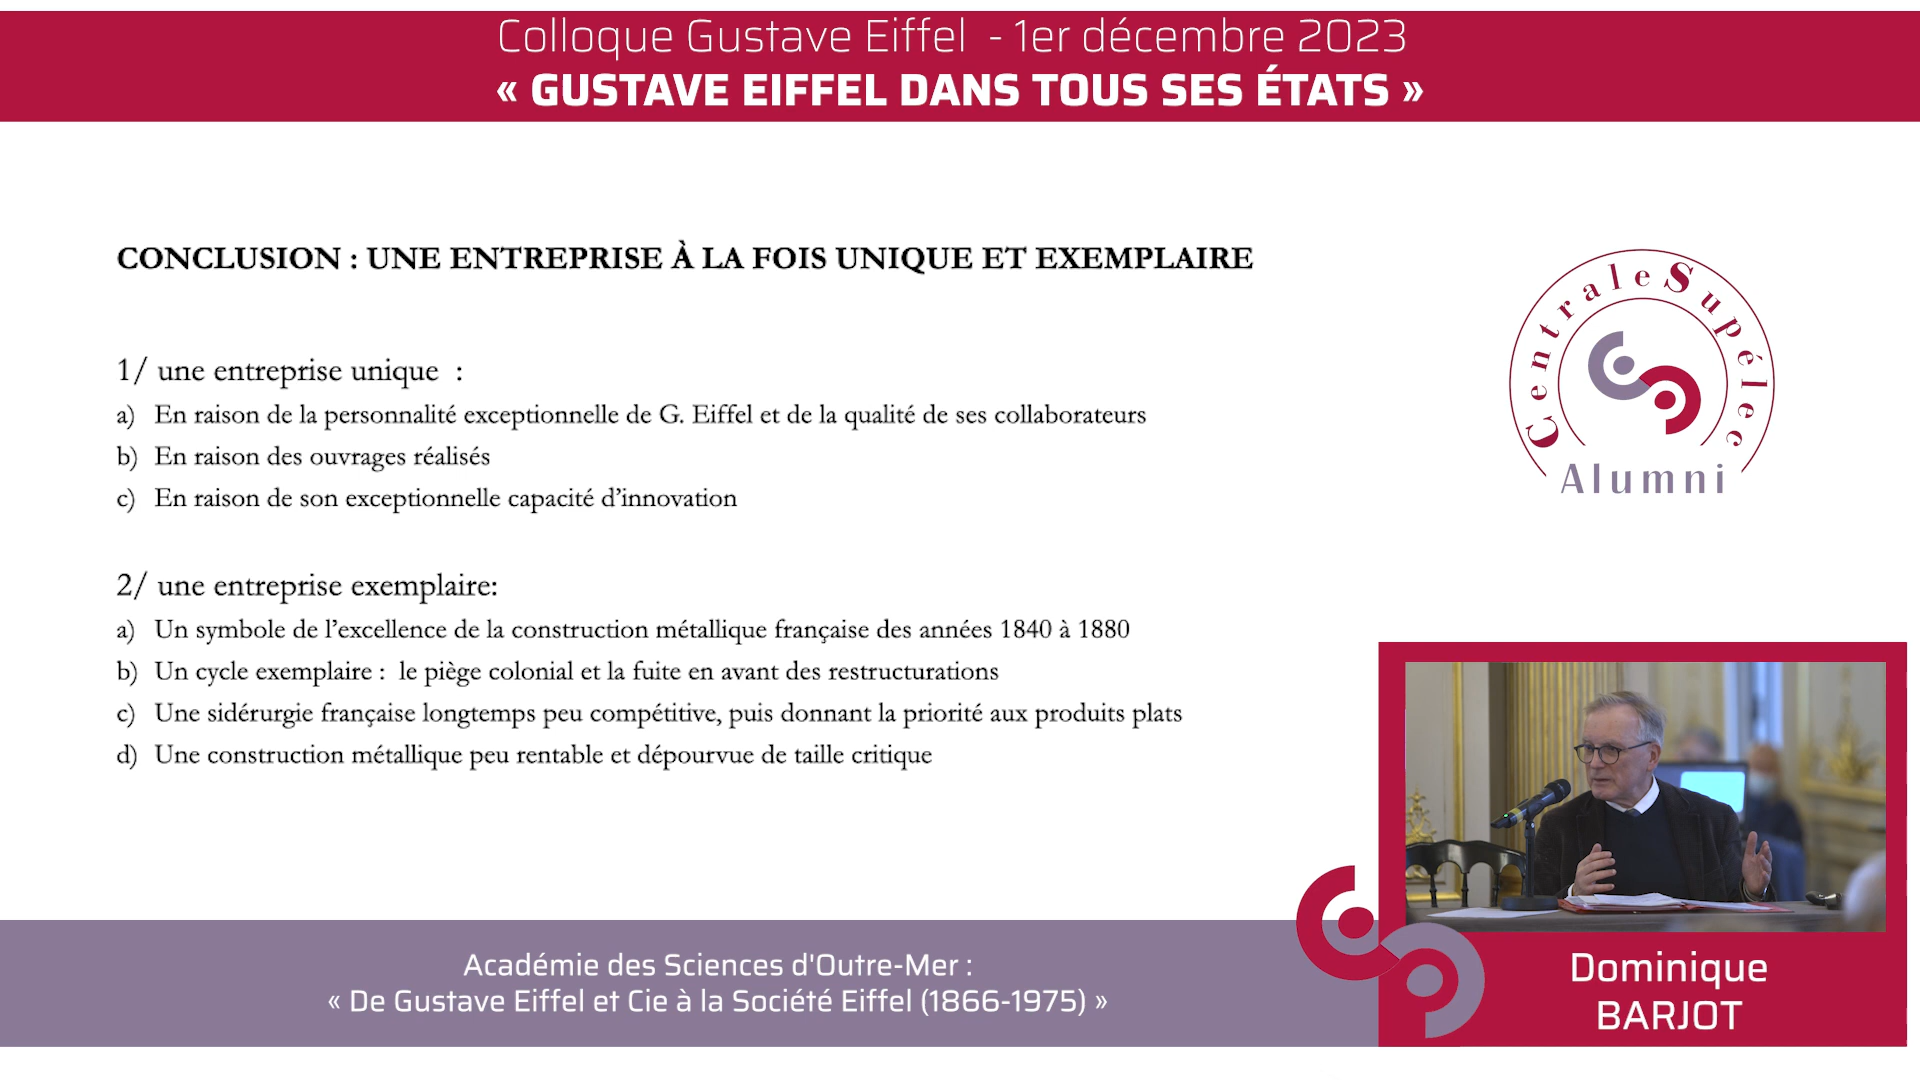 Colloque Gustave Eiffel - 1er décembre 2023
« GUSTAVE EIFFEL DANS TOUS SES ÉTATS »
CONCLUSION : UNE ENTREPRISE À LA FOIS UNIQUE ET EXEMPLAIRE
1/ une entreprise unique :
a) En raison de la personnalité exceptionnelle de G. Eiffel et de la qualité de ses collaborateurs
b) En raison des ouvrages réalisés
c) En raison de son exceptionnelle capacité d’innovation
2/ une entreprise exemplaire:
a) Un symbole de l’excellence de la construction métallique française des années 1840 à 1880
b) Un cycle exemplaire : le piège colonial et la fuite en avant des restructurations
c) Une sidérurgie française longtemps peu compétitive, puis donnant la priorité aux produits plats
d) Une construction métallique peu rentable et dépourvue de taille critique
CentraleSupélec
Alumni
Académie des Sciences d'Outre-Mer :
« De Gustave Eiffel et Cie à la Société Eiffel (1866-1975) »
Dominique
BARJOT